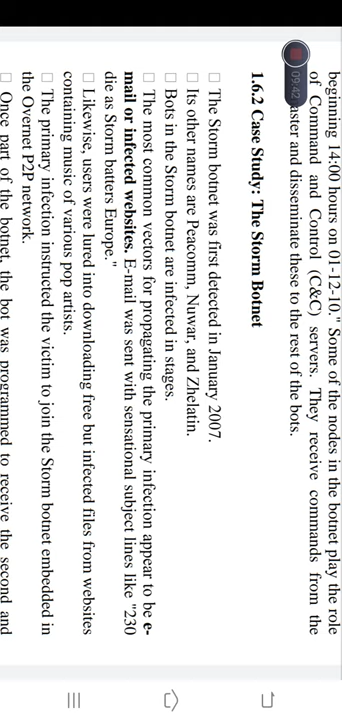 beginning 14:00 hours on 01-12-10." Some of the nodes in the botnet play the role
of Command and Control (C&C) servers. They receive commands from the
09:42 aster and disseminate these to the rest of the bots.
1.6.2 Case Study: The Storm Botnet
□ The Storm botnet was first detected in January 2007.
□ Its other names are Peacomm, Nuwar, and Zhelatin.
□ Bots in the Storm botnet are infected in stages.
□ The most common vectors for propagating the primary infection appear to be e-
mail or infected websites. E-mail was sent with sensational subject lines like "230
die as Storm batters Europe."
□ Likewise, users were lured into downloading free but infected files from websites
containing music of various pop artists.
□ The primary infection instructed the victim to join the Storm botnet embedded in
the Overnet P2P network.
□ Once part of the botnet, the bot was programmed to receive the second and